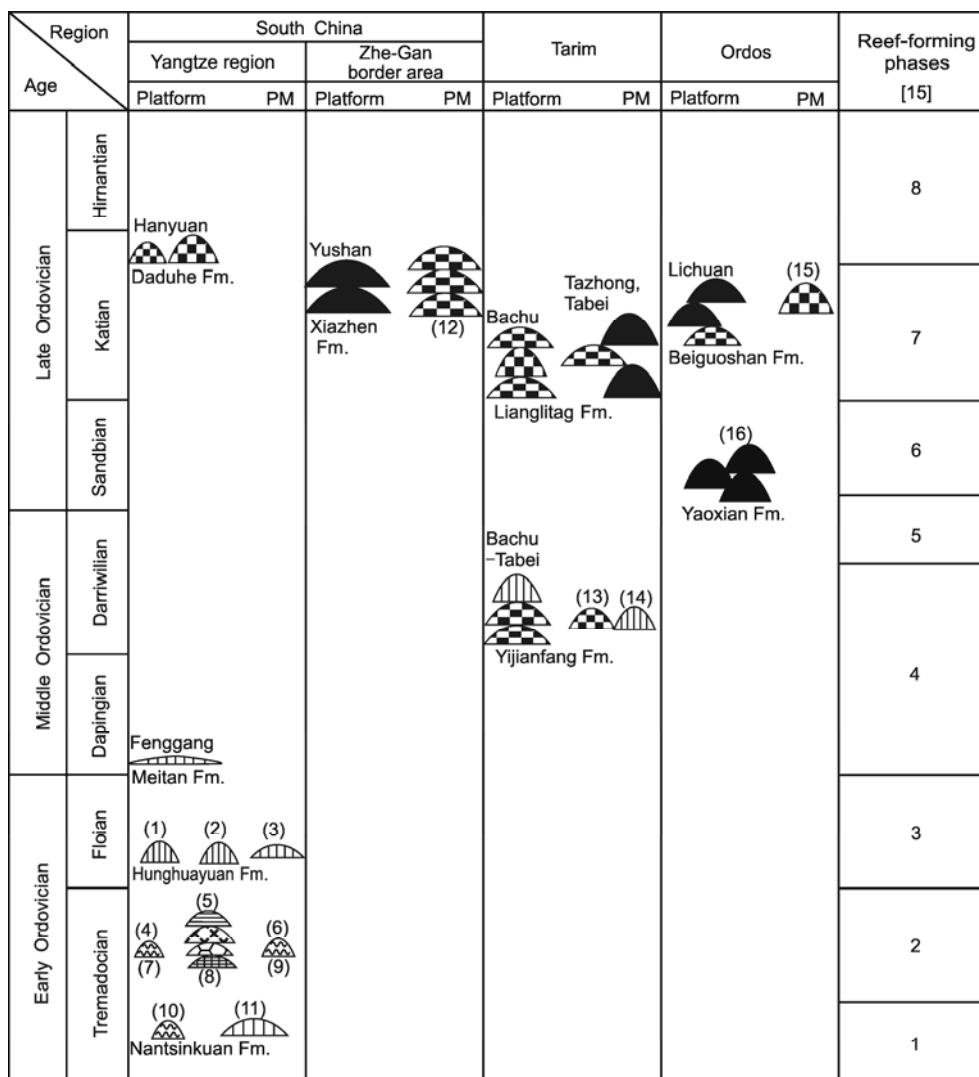 Region
Age
South China
Yangtze region
Zhe-Gan
border area
Tarim
Ordos
Reef-forming
phases
[15]
Platform PM Platform PM Platform PM Platform PM
Late Ordovician
Hirnantian
Katian
Sandbian
Middle Ordovician
Darriwilian
Dapingian
Early Ordovician
Floian
Tremadocian
Hanyuan
Daduhe Fm.
Yushan
Xiazhen
Fm.
(12)
Bachu
Tazhong,
Tabei
Lianglitag Fm.
Lichuan
(15)
Beiguoshan Fm.
(16)
Yaoxian Fm.
Bachu
–Tabei
(13)
(14)
Yijianfang Fm.
Fenggang
Meitan Fm.
(1)
(2)
(3)
Hunghuayuan Fm.
(5)
(4)
(6)
(7)
(8)
(9)
(10)
(11)
Nantsinkuan Fm.
8
7
6
5
4
3
2
1